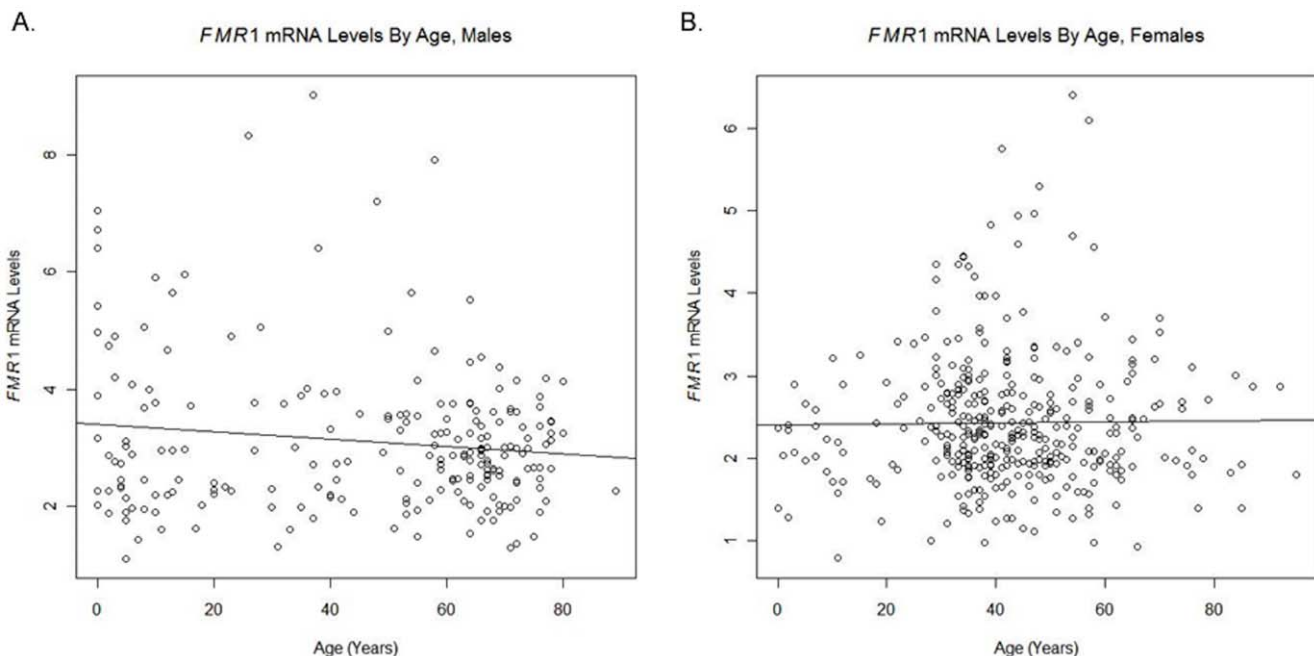 A.
FMR1 mRNA Levels By Age, Males
FMR1 mRNA Levels
8
6
4
2
0 20 40 60 80
Age (Years)
B.
FMR1 mRNA Levels By Age, Females
FMR1 mRNA Levels
6
5
4
3
2
1
0 20 40 60 80
Age (Years)